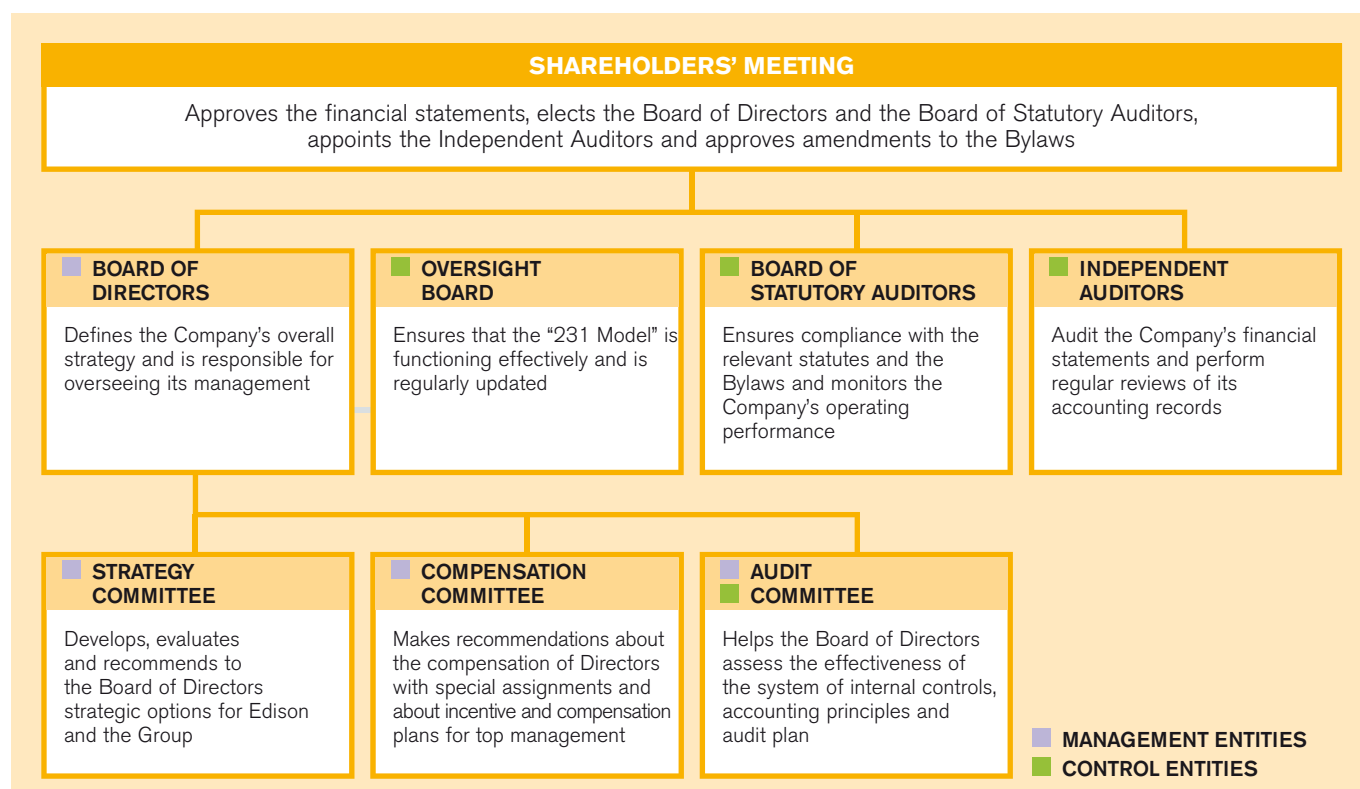 SHAREHOLDERS' MEETING
Approves the financial statements, elects the Board of Directors and the Board of Statutory Auditors,
appoints the Independent Auditors and approves amendments to the Bylaws
BOARD OF
DIRECTORS
Defines the Company's overall
strategy and is responsible for
overseeing its management
OVERSIGHT
BOARD
Ensures that the “231 Model” is
functioning effectively and is
regularly updated
BOARD OF
STATUTORY AUDITORS
Ensures compliance with the
relevant statutes and the
Bylaws and monitors the
Company's operating
performance
INDEPENDENT
AUDITORS
Audit the Company's financial
statements and perform
regular reviews of its
accounting records
STRATEGY
COMMITTEE
Develops, evaluates
and recommends to
the Board of Directors
strategic options for Edison
and the Group
COMPENSATION
COMMITTEE
Makes recommendations about
the compensation of Directors
with special assignments and
about incentive and compensation
plans for top management
AUDIT
COMMITTEE
Helps the Board of Directors
assess the effectiveness of
the system of internal controls,
accounting principles and
audit plan
MANAGEMENT ENTITIES
CONTROL ENTITIES